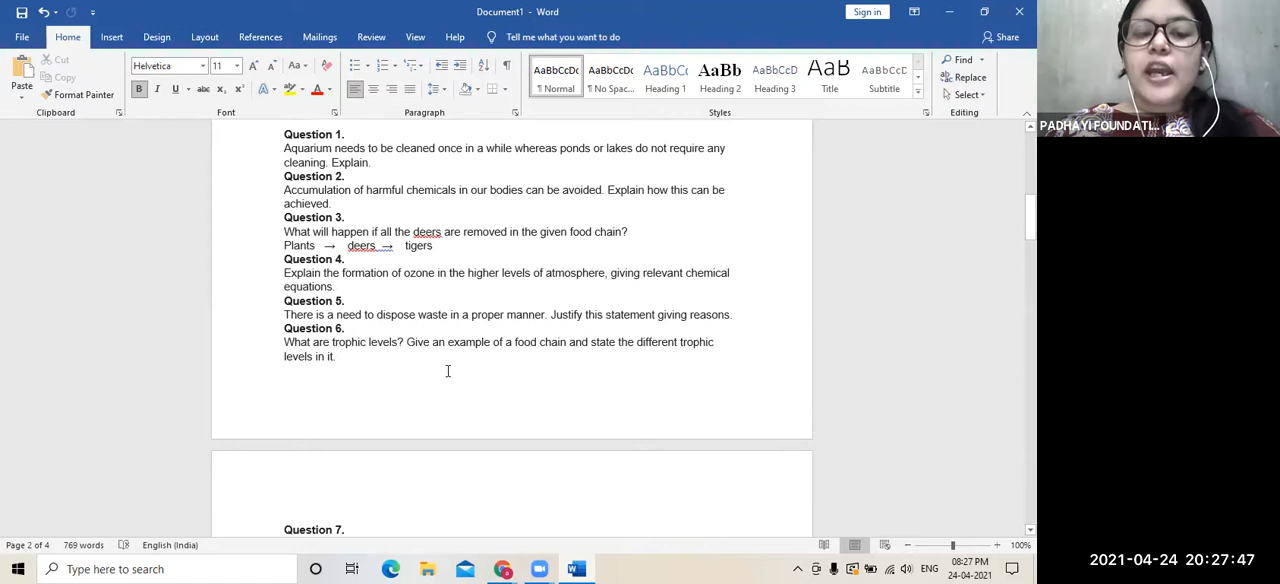 Document1 - Word
Sign in
File Home Insert Design Layout References Mailings Review View Help Tell me what you want to do Share
Paste
Cut
Copy
Format Painter
Clipboard
Helvetica 11
Font
Paragraph
AaBbCcDc AaBbCcDc AaBbCc AaBb AaBbCcD AaB AaBbCcD
¶ Normal ¶ No Spac... Heading 1 Heading 2 Heading 3 Title Subtitle
Styles
Find
Replace
Select
Editing
PADHAYI FOUNDATI...
Question 1.
Aquarium needs to be cleaned once in a while whereas ponds or lakes do not require any
cleaning. Explain.
Question 2.
Accumulation of harmful chemicals in our bodies can be avoided. Explain how this can be
achieved.
Question 3.
What will happen if all the deers are removed in the given food chain?
Plants → deers → tigers
Question 4.
Explain the formation of ozone in the higher levels of atmosphere, giving relevant chemical
equations.
Question 5.
There is a need to dispose waste in a proper manner. Justify this statement giving reasons.
Question 6.
What are trophic levels? Give an example of a food chain and state the different trophic
levels in it.
Question 7.
Page 2 of 4 769 words English (India) 100%
Type here to search
ENG
08:27 PM
24-04-2021
2021-04-24 20:27:47